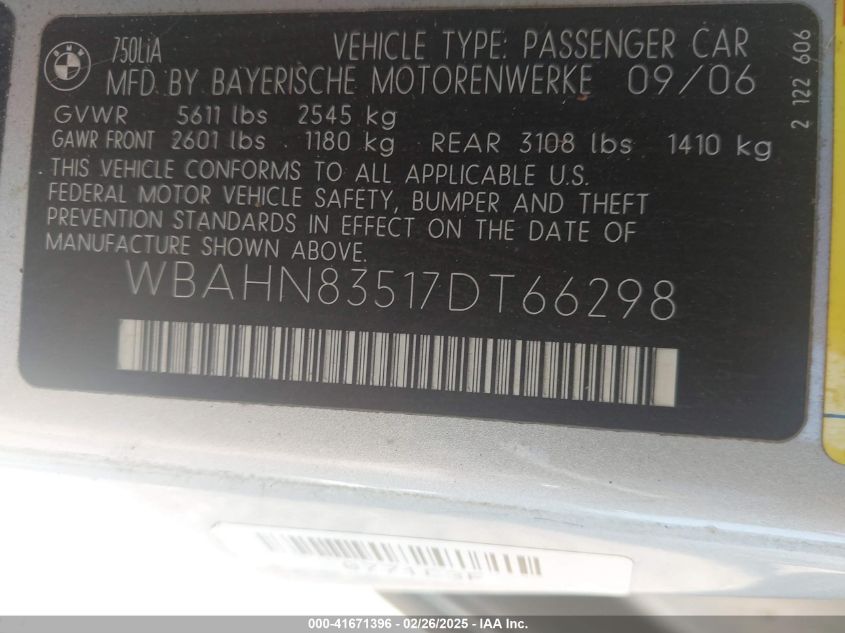 BMW
750LiA
VEHICLE TYPE: PASSENGER CAR
MFD BY BAYERISCHE MOTORENWERKE 09/06
GVWR 5611 lbs 2545 kg
GAWR FRONT 2601 lbs 1180 kg REAR 3108 lbs 1410 kg
THIS VEHICLE CONFORMS TO ALL APPLICABLE U.S.
FEDERAL MOTOR VEHICLE SAFETY, BUMPER AND THEFT
PREVENTION STANDARDS IN EFFECT ON THE DATE OF
MANUFACTURE SHOWN ABOVE.
WBAHN83517DT66298
2 122 606
000-41671396 - 02/26/2025 - IAA Inc.